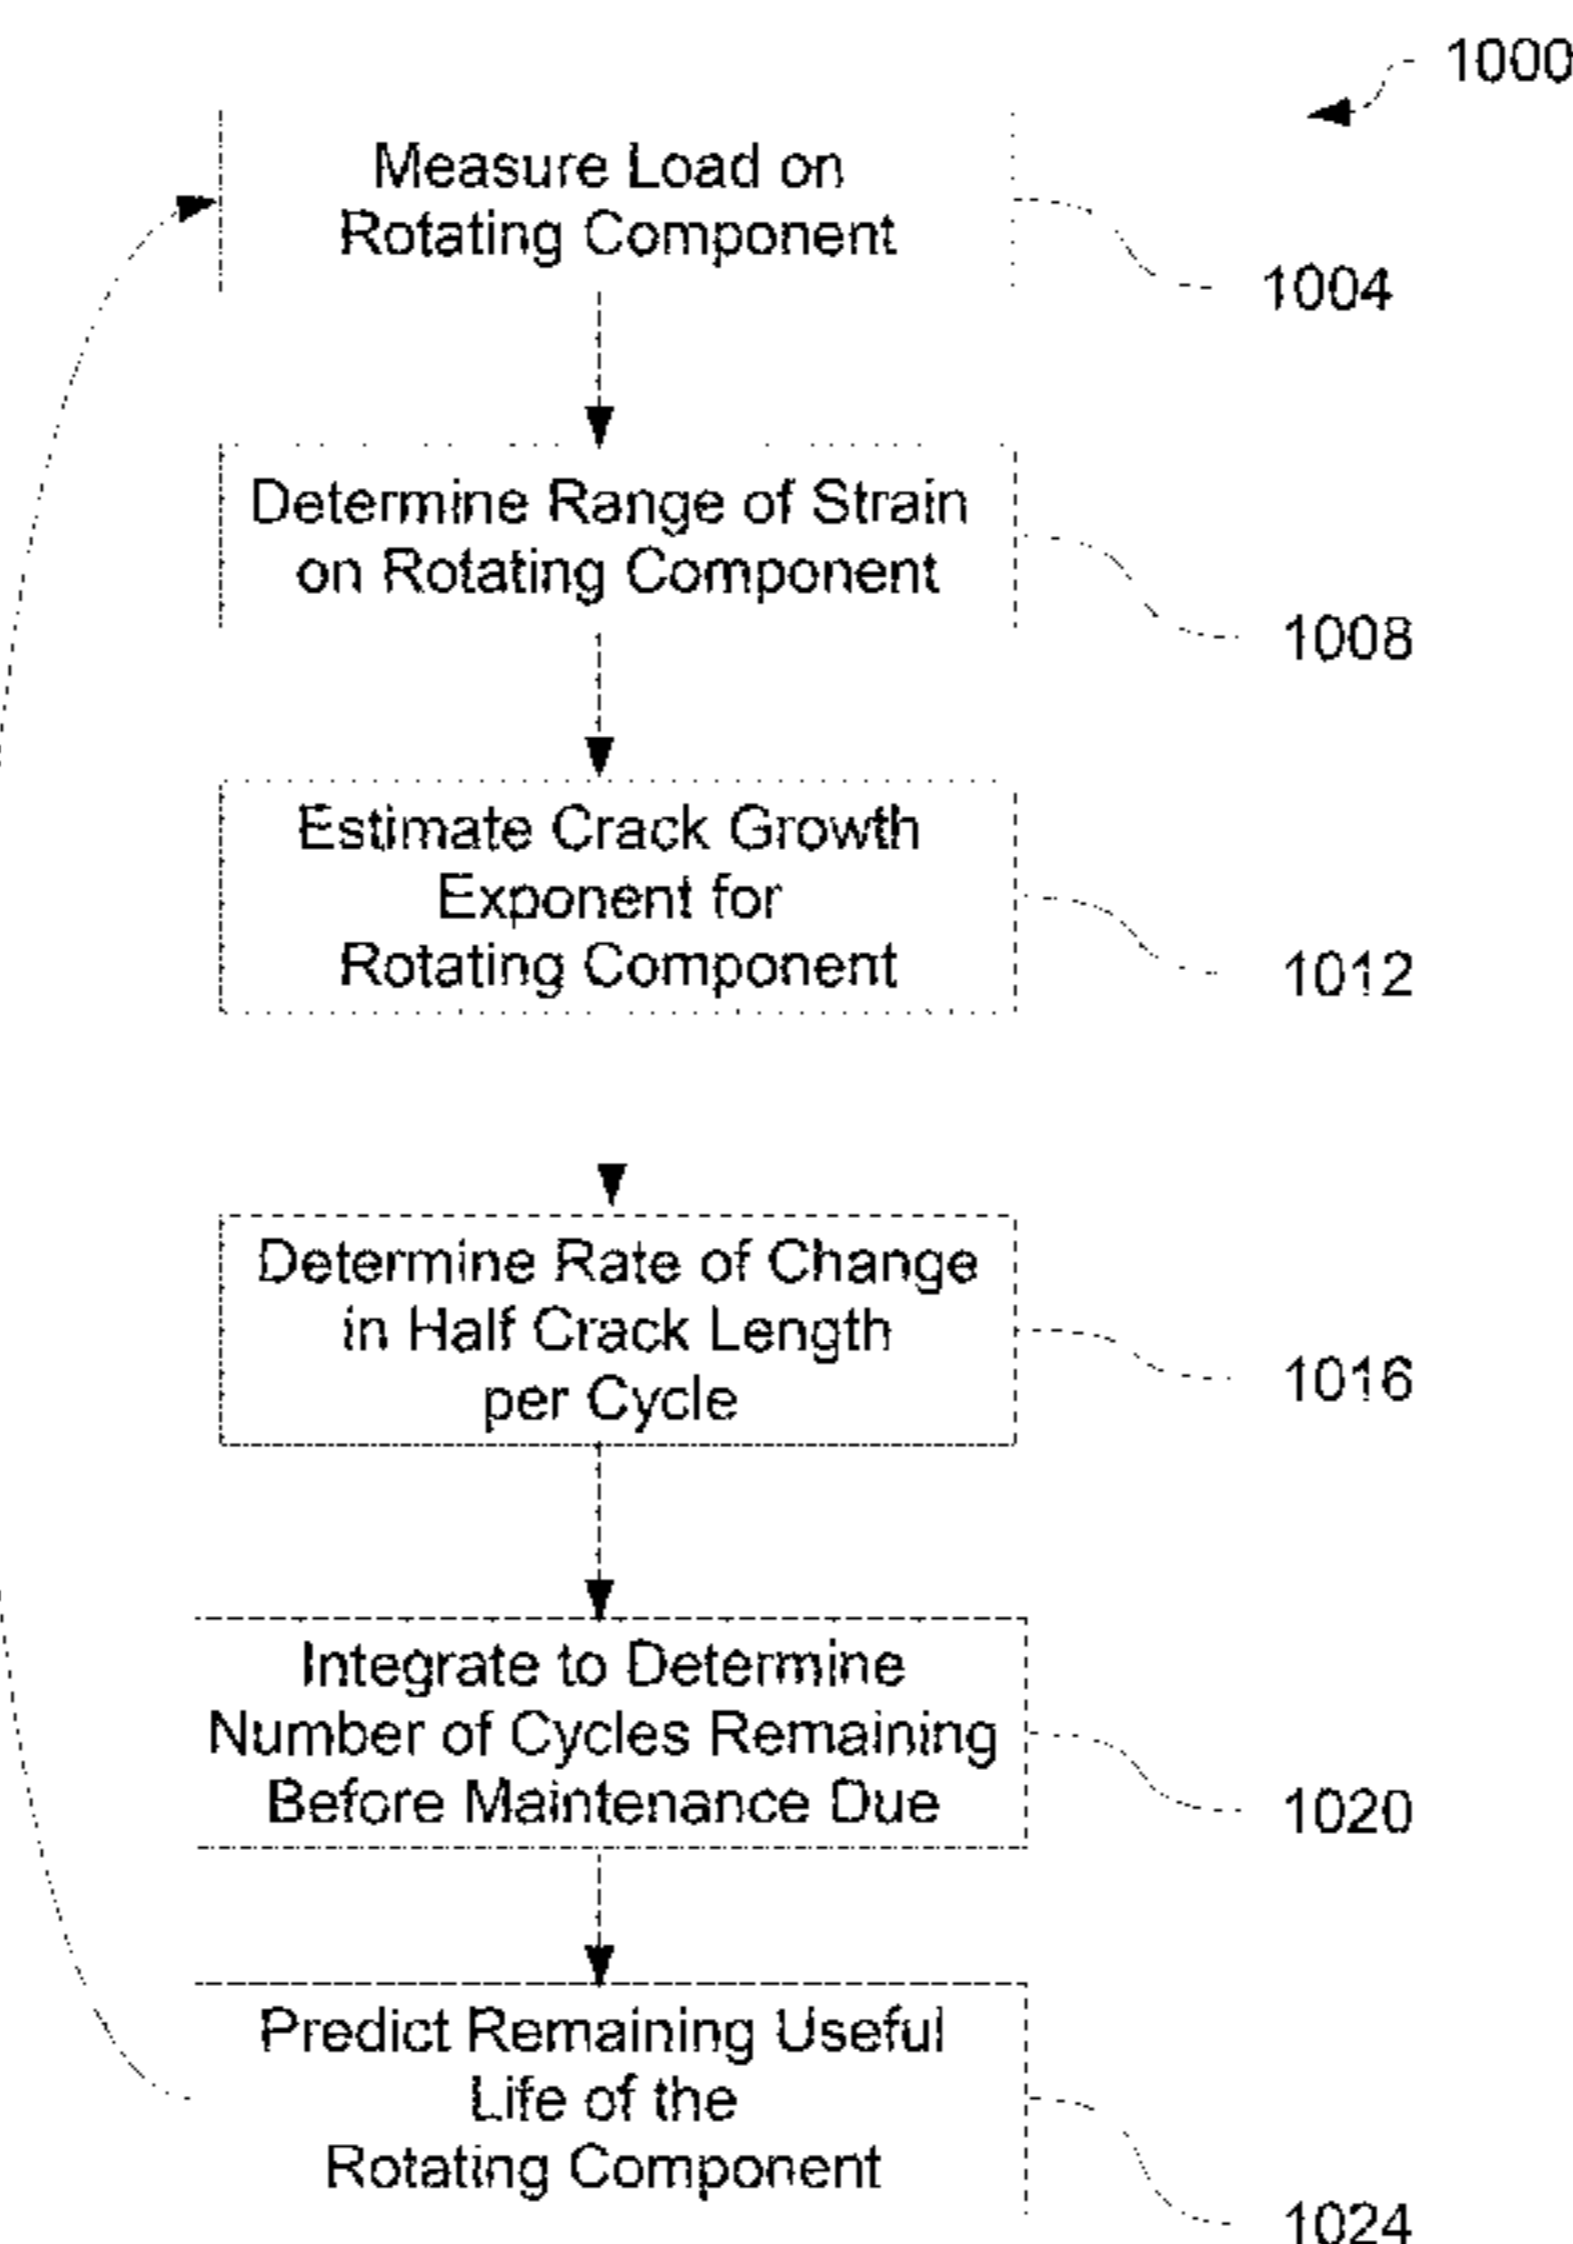 1000
Measure Load on
Rotating Component
1004
Determine Range of Strain
on Rotating Component
1008
Estimate Crack Growth
Exponent for
Rotating Component
1012
Determine Rate of Change
in Half Crack Length
per Cycle
1016
Integrate to Determine
Number of Cycles Remaining
Before Maintenance Due
1020
Predict Remaining Useful
Life of the
Rotating Component
1024